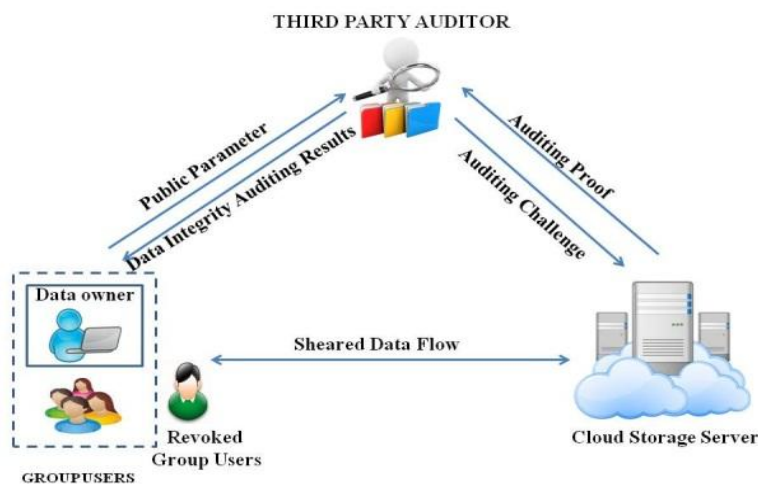 THIRD PARTY AUDITOR
Public Parameter
Data Integrity Auditing Results
Auditing Proof
Auditing Challenge
Data owner
Sheared Data Flow
Revoked
Group Users
Cloud Storage Server
GROUPUSERS